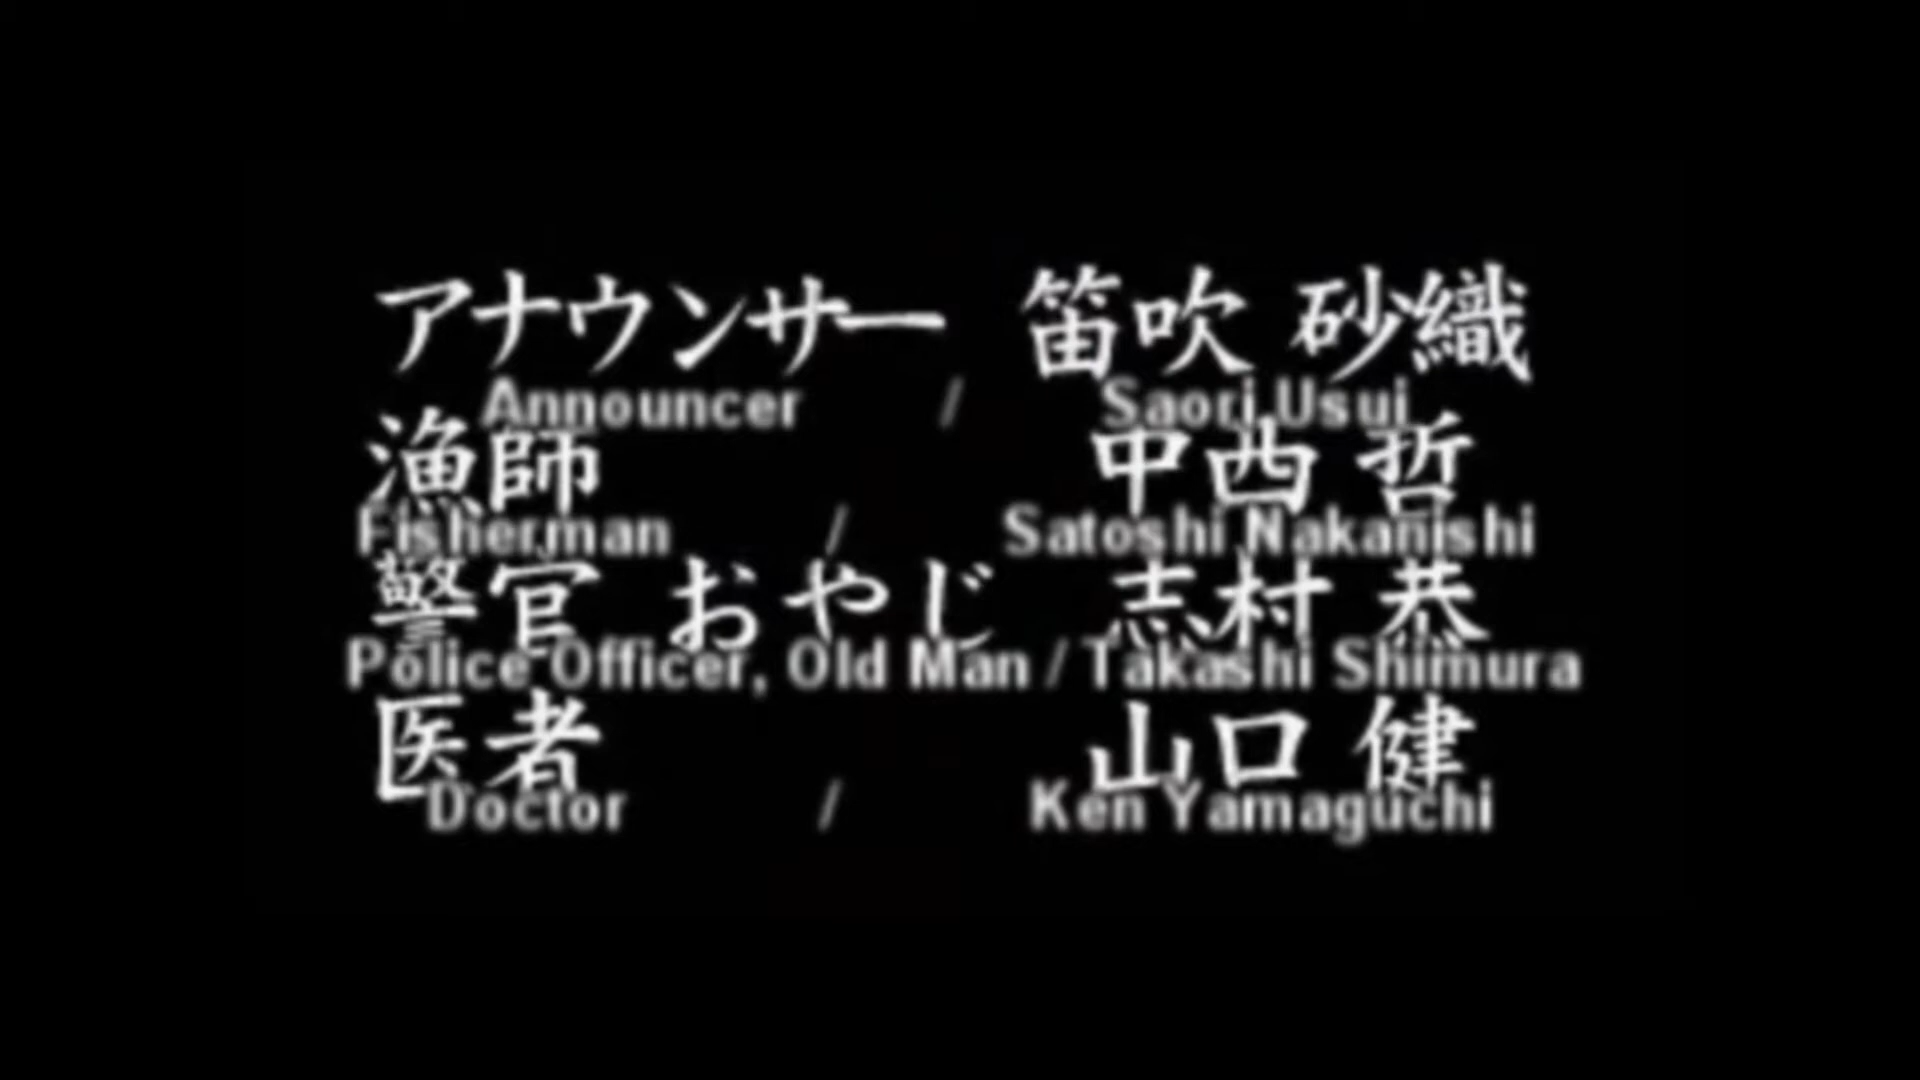 アナウンサー 笛吹 砂織
Announcer / Saori Usui
漁師 中西 哲
Fisherman / Satoshi Nakanishi
警官 おやじ 志村 恭
Police Officer, Old Man / Takashi Shimura
医者 山口 健
Doctor / Ken Yamaguchi